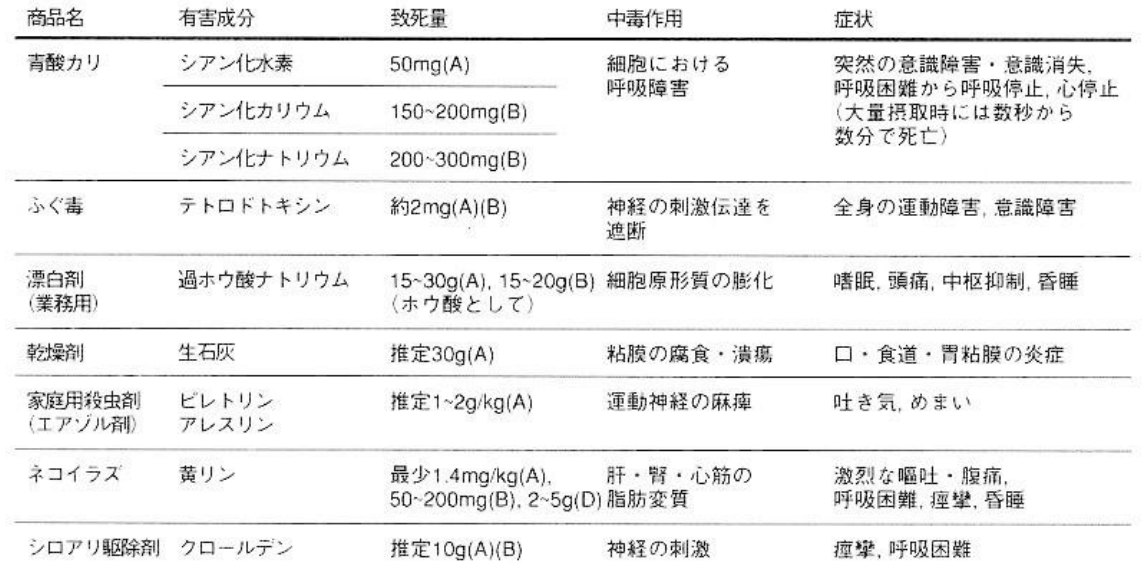 商品名 有害成分 致死量 中毒作用 症状
青酸カリ シアン化水素 50mg(A) 細胞における 突然の意識障害・意識消失,
呼吸障害 呼吸困難から呼吸停止, 心停止
シアン化カリウム 150~200mg(B) (大量摂取時には数秒から
数分で死亡)
シアン化ナトリウム 200~300mg(B)
ふぐ毒 テトロドトキシン 約2mg(A)(B) 神経の刺激伝達を 全身の運動障害, 意識障害
遮断
漂白剤 過ホウ酸ナトリウム 15~30g(A), 15~20g(B) 細胞原形質の膨化 嗜眠, 頭痛, 中枢抑制, 昏睡
(業務用) (ホウ酸として)
乾燥剤 生石灰 推定30g(A) 粘膜の腐食・潰瘍 口・食道・胃粘膜の炎症
家庭用殺虫剤 ピレトリン 推定1~2g/kg(A) 運動神経の麻痺 吐き気, めまい
(エアゾル剤) アレスリン
ネコイラズ 黄リン 最少1.4mg/kg(A), 肝・腎・心筋の 激烈な嘔吐・腹痛,
50~200mg(B), 2~5g(D) 脂肪変質 呼吸困難, 痙攣, 昏睡
シロアリ駆除剤 クロールデン 推定10g(A)(B) 神経の刺激 痙攣, 呼吸困難